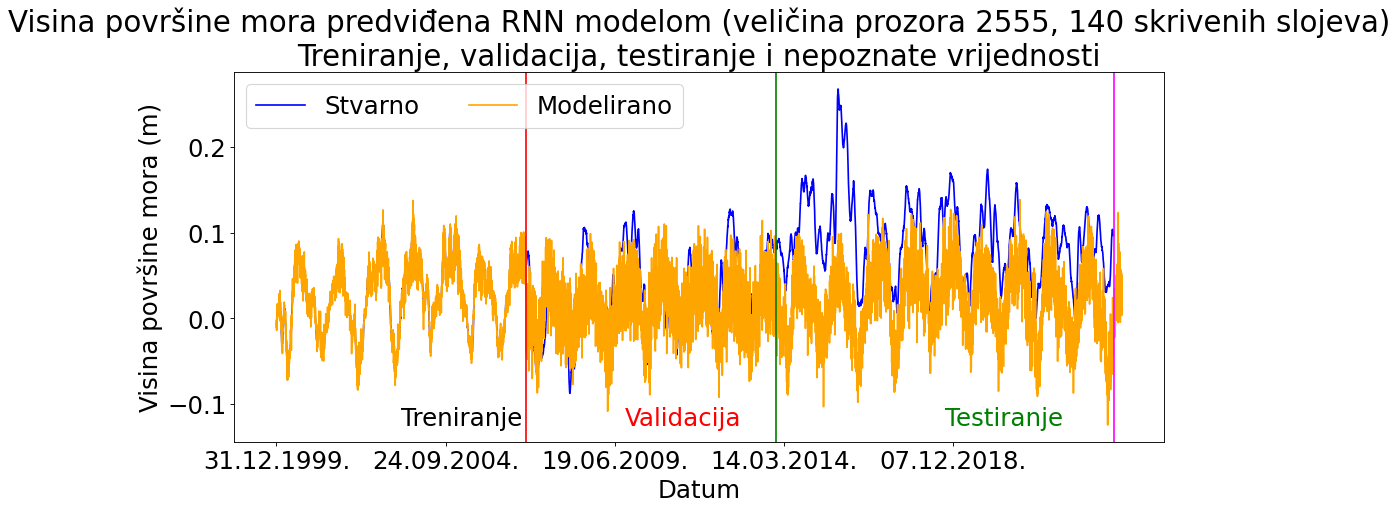 Visina površine mora predviđena RNN modelom (veličina prozora 2555, 140 skrivenih slojeva)
Treniranje, validacija, testiranje i nepoznate vrijednosti
Stvarno Modelirano
Visina površine mora (m)
0.2
0.1
0.0
−0.1
Treniranje Validacija Testiranje
31.12.1999. 24.09.2004. 19.06.2009. 14.03.2014. 07.12.2018.
Datum